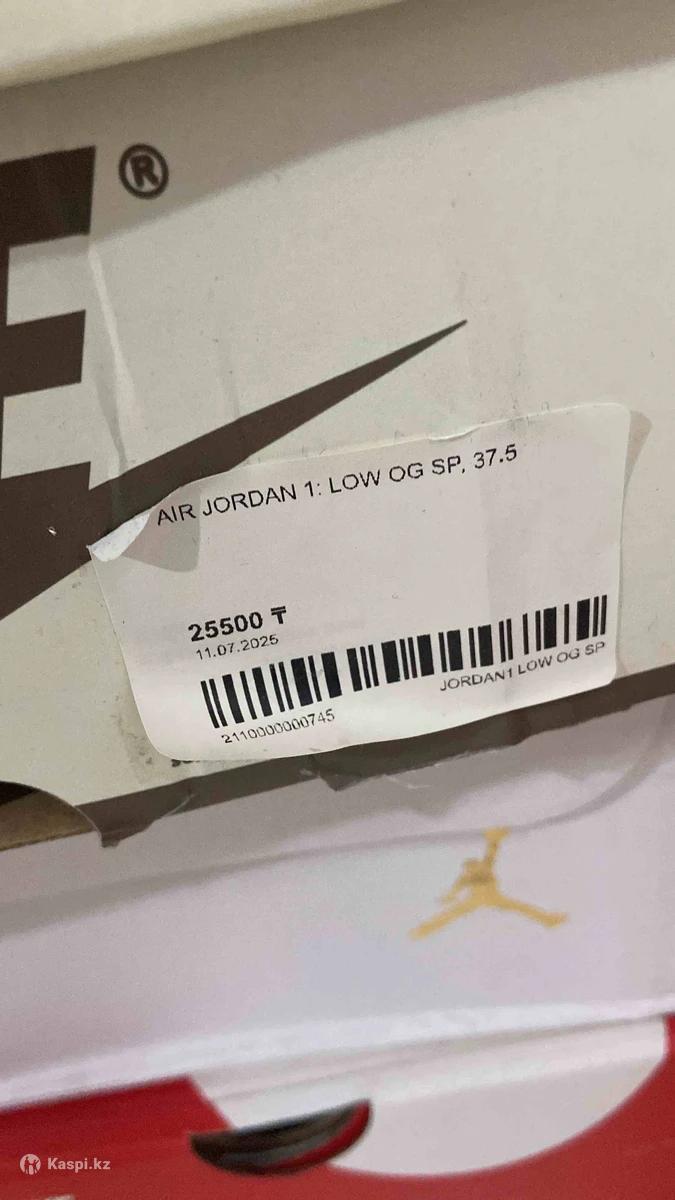 E®
AIR JORDAN 1: LOW OG SP, 37.5
25500 ₸
11.07.2025
2110000000745
JORDAN1 LOW OG SP
Kaspi.kz